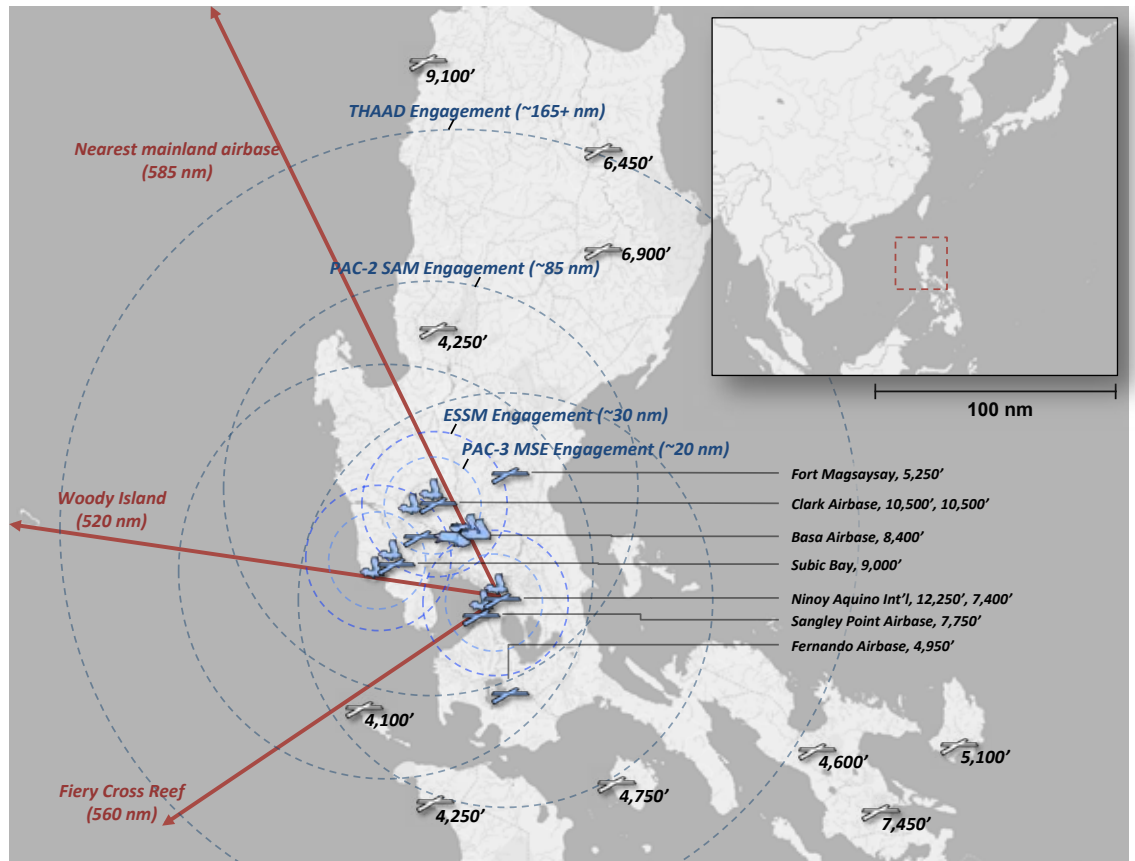 9,100’
THAAD Engagement (~165+ nm)
Nearest mainland airbase
(585 nm)
6,450’
6,900’
PAC-2 SAM Engagement (~85 nm)
4,250’
100 nm
ESSM Engagement (~30 nm)
PAC-3 MSE Engagement (~20 nm)
Fort Magsaysay, 5,250’
Woody Island
(520 nm)
Clark Airbase, 10,500’, 10,500’
Basa Airbase, 8,400’
Subic Bay, 9,000’
Ninoy Aquino Int’l, 12,250’, 7,400’
Sangley Point Airbase, 7,750’
Fernando Airbase, 4,950’
4,100’
4,600’
5,100’
Fiery Cross Reef
(560 nm)
4,250’
4,750’
7,450’